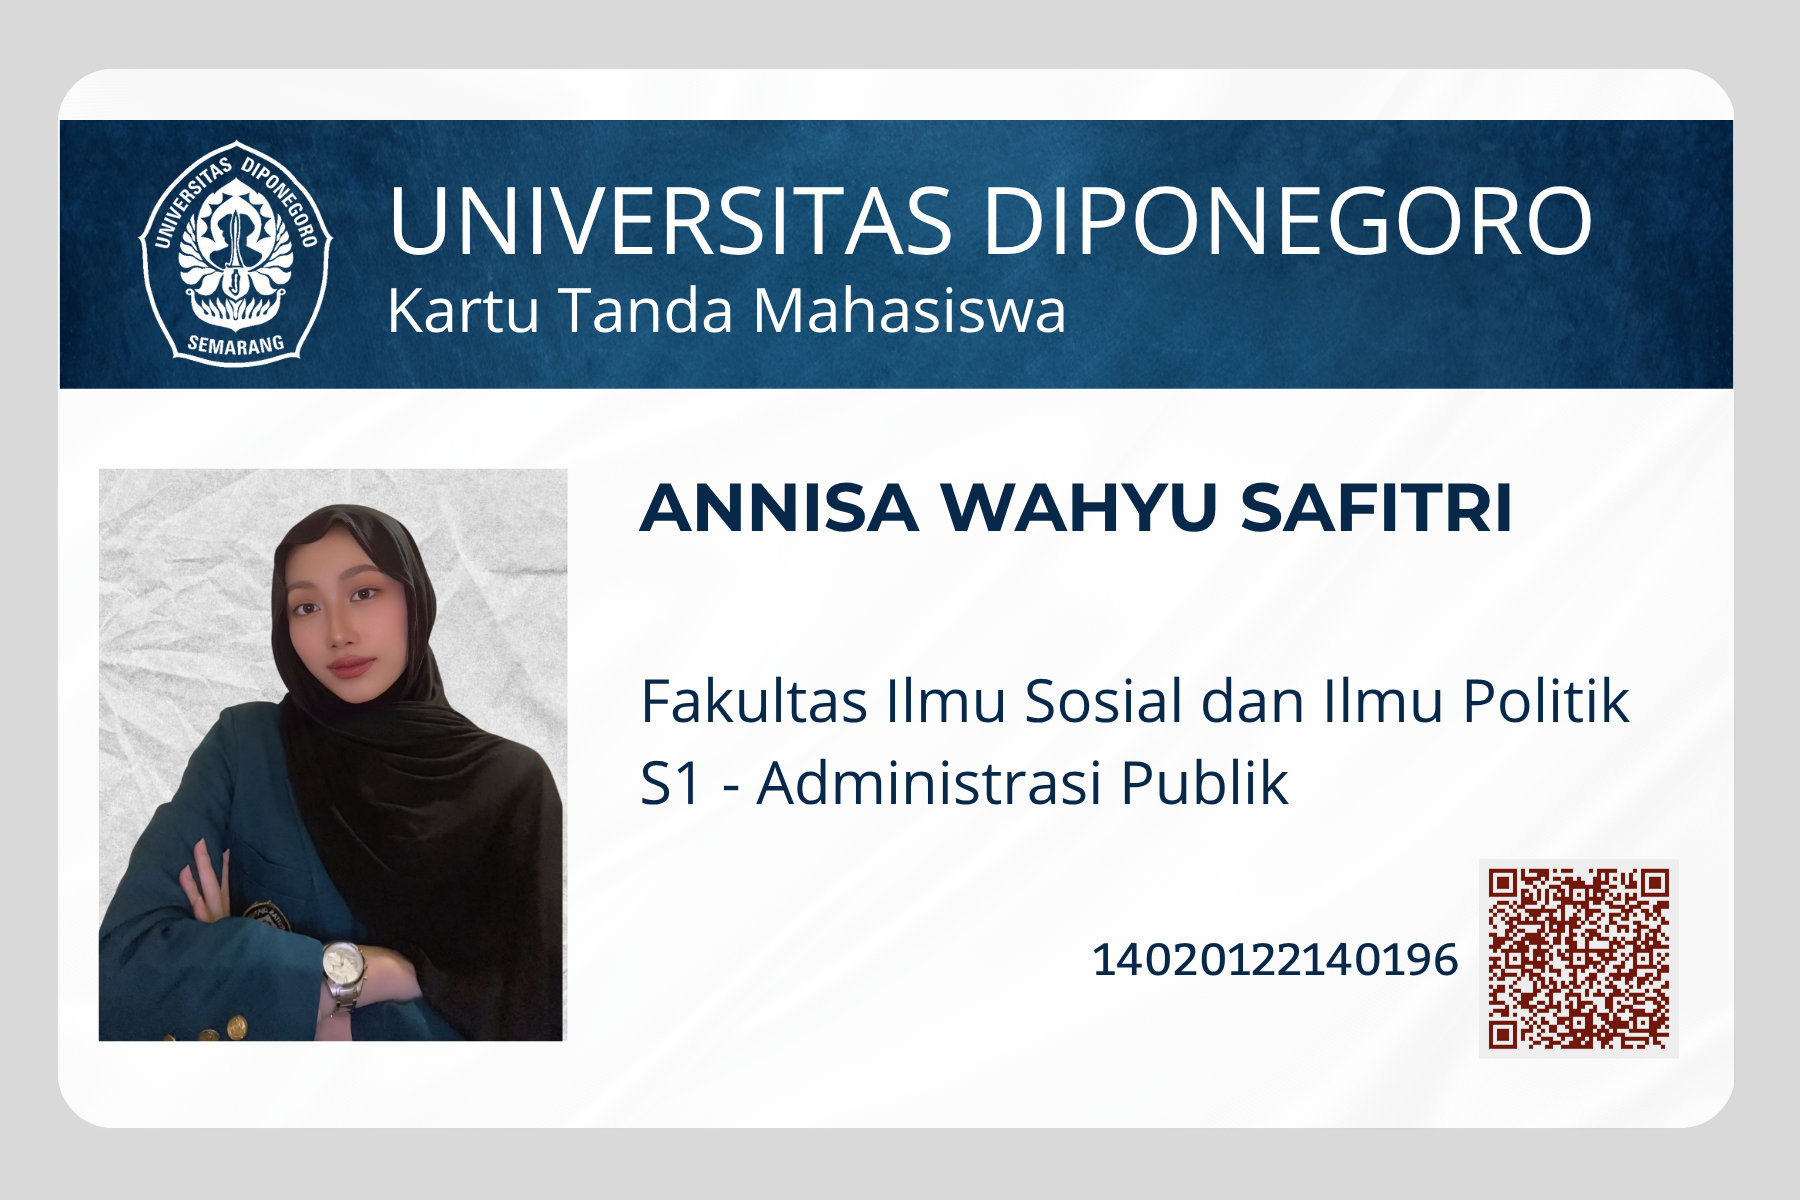 UNIVERSITAS DIPONEGORO
SEMARANG
UNIVERSITAS DIPONEGORO
Kartu Tanda Mahasiswa
ANNISA WAHYU SAFITRI
Fakultas Ilmu Sosial dan Ilmu Politik
S1 - Administrasi Publik
14020122140196